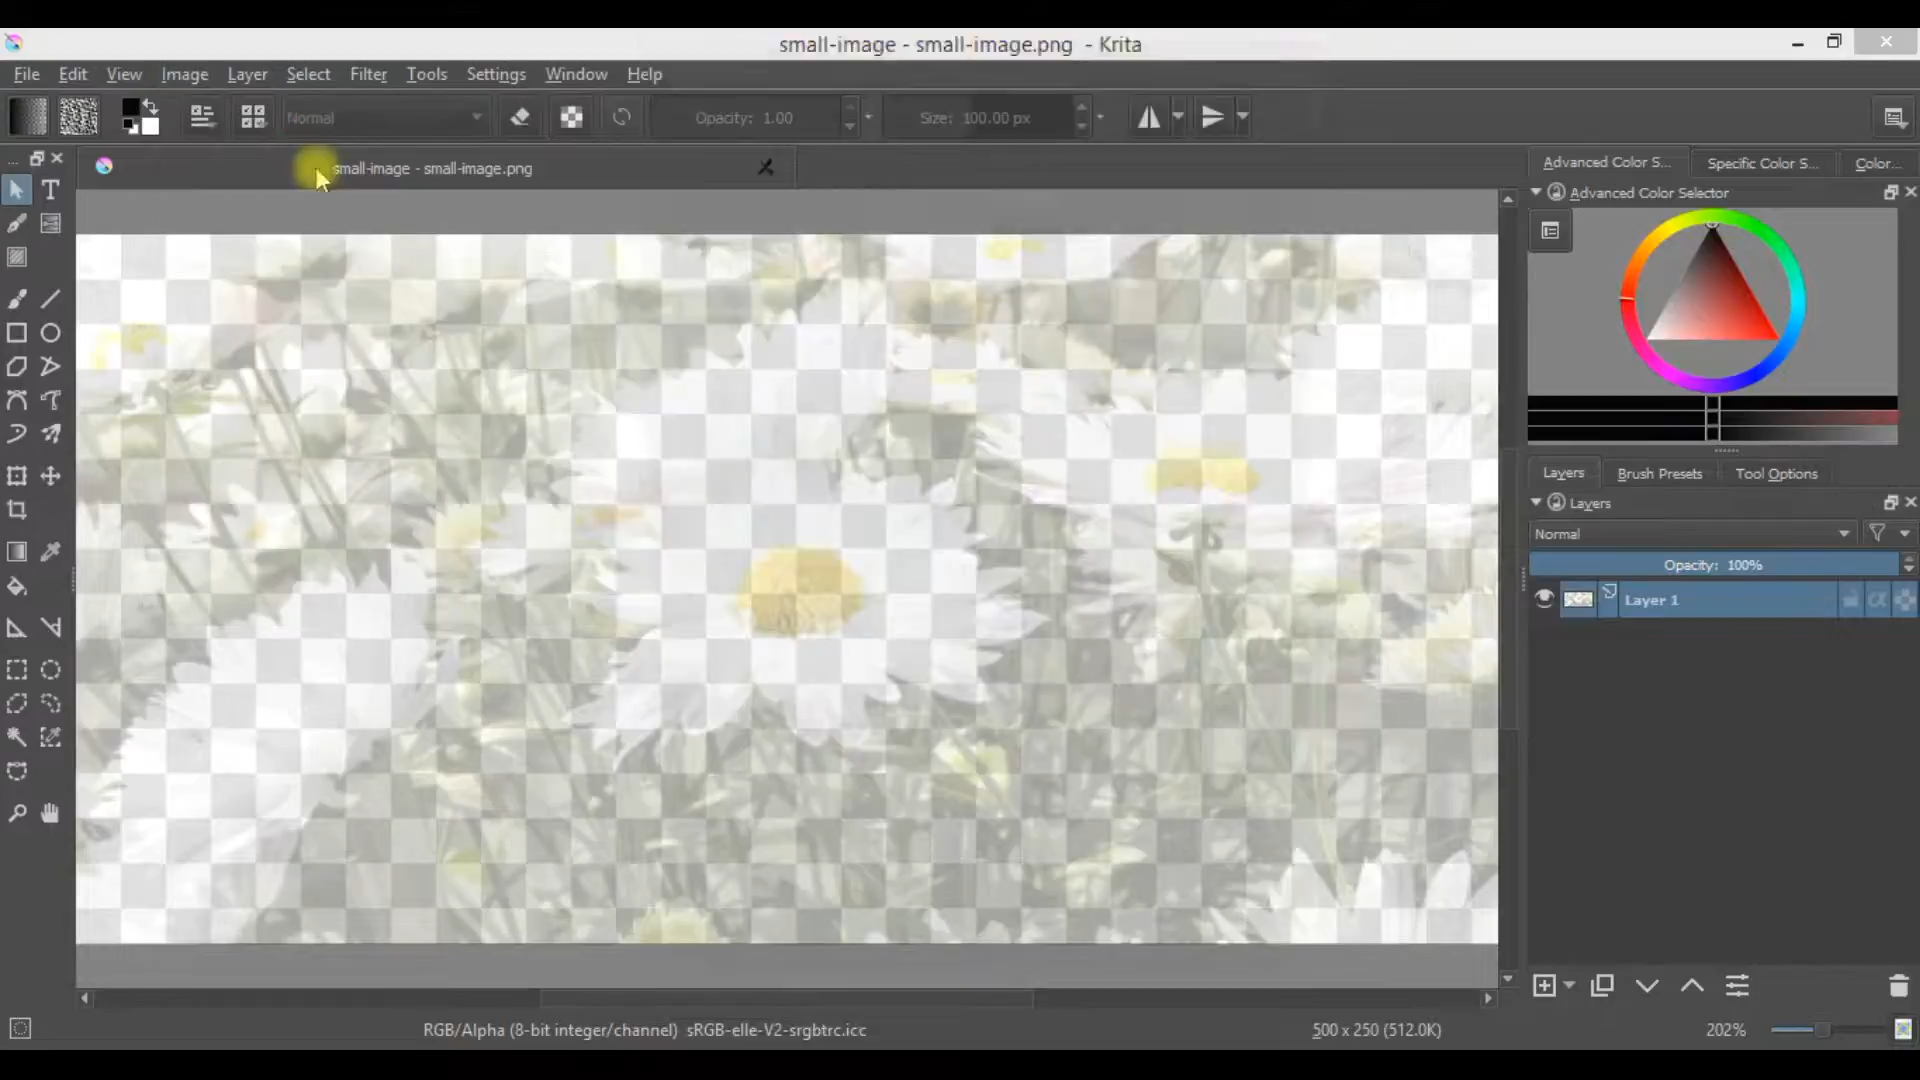 small-image - small-image.png - Krita
File Edit View Image Layer Select Filter Tools Settings Window Help
Normal
Opacity: 1.00
Size: 100.00 px
small-image - small-image.png
Advanced Color S...
Specific Color S...
Color...
Advanced Color Selector
Layers
Brush Presets
Tool Options
Layers
Normal
Opacity: 100%
Layer 1
RGB/Alpha (8-bit integer/channel) sRGB-elle-V2-srgbtrc.icc
500 x 250 (512.0K)
202%